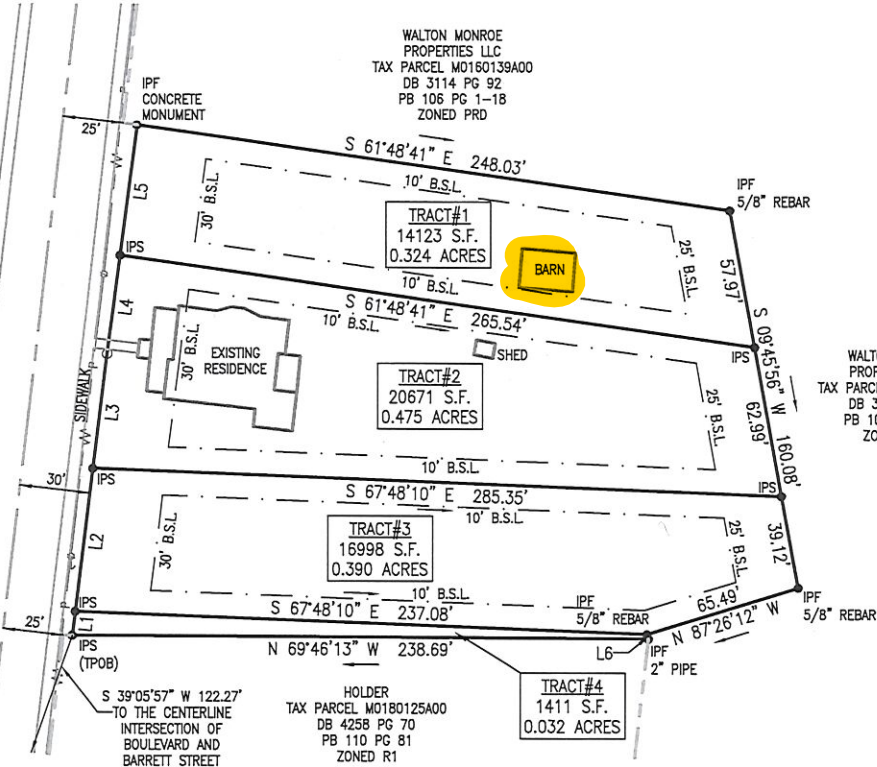 WALTON MONROE
PROPERTIES LLC
TAX PARCEL M0160139A00
DB 3114 PG 92
PB 106 PG 1-18
ZONED PRD
IPF
CONCRETE
MONUMENT
25'
S 61°48'41" E 248.03'
IPF
5/8" REBAR
10' B.S.L.
L5
30' B.S.L.
TRACT#1
14123 S.F.
0.324 ACRES
BARN
25' B.S.L.
57.97'
IPS
10' B.S.L.
S 61°48'41" E 265.54'
10' B.S.L.
L4
30' B.S.L.
EXISTING
RESIDENCE
SHED
IPS
S 09°45'56" W 160.08'
TRACT#2
20671 S.F.
0.475 ACRES
25' B.S.L.
62.99'
SIDEWALK
L3
P
P
W
W
10' B.S.L.
IPS
30'
S 67°48'10" E 285.35'
10' B.S.L.
IPS
L2
30' B.S.L.
TRACT#3
16998 S.F.
0.390 ACRES
25' B.S.L.
39.12'
10' B.S.L.
IPS
S 67°48'10" E 237.08'
IPF
5/8" REBAR
65.49'
IPF
5/8" REBAR
N 87°26'12" W
25'
L1
IPS
(TPOB)
N 69°46'13" W 238.69'
L6
IPF
2" PIPE
TRACT#4
1411 S.F.
0.032 ACRES
S 39°05'57" W 122.27'
TO THE CENTERLINE
INTERSECTION OF
BOULEVARD AND
BARRETT STREET
HOLDER
TAX PARCEL M0180125A00
DB 4258 PG 70
PB 110 PG 81
ZONED R1
WALT
PROP
TAX PARCE
DB 3
PB 10
ZO